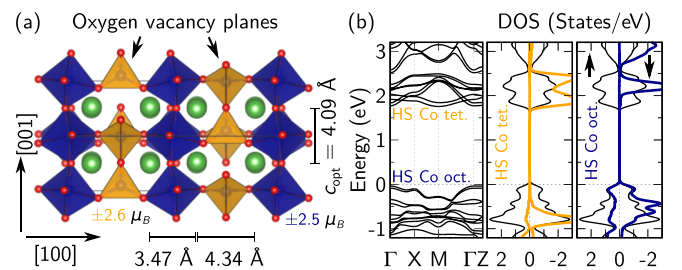 (a) Oxygen vacancy planes
[001]
c_opt = 4.09 Å
±2.6 μ_B
±2.5 μ_B
[100]
3.47 Å 4.34 Å
(b) DOS (States/eV)
Energy (eV)
3
2
1
0
-1
HS Co tet.
HS Co oct.
Γ X M Γ Z
HS Co tet.
2 0 -2
HS Co oct.
2 0 -2